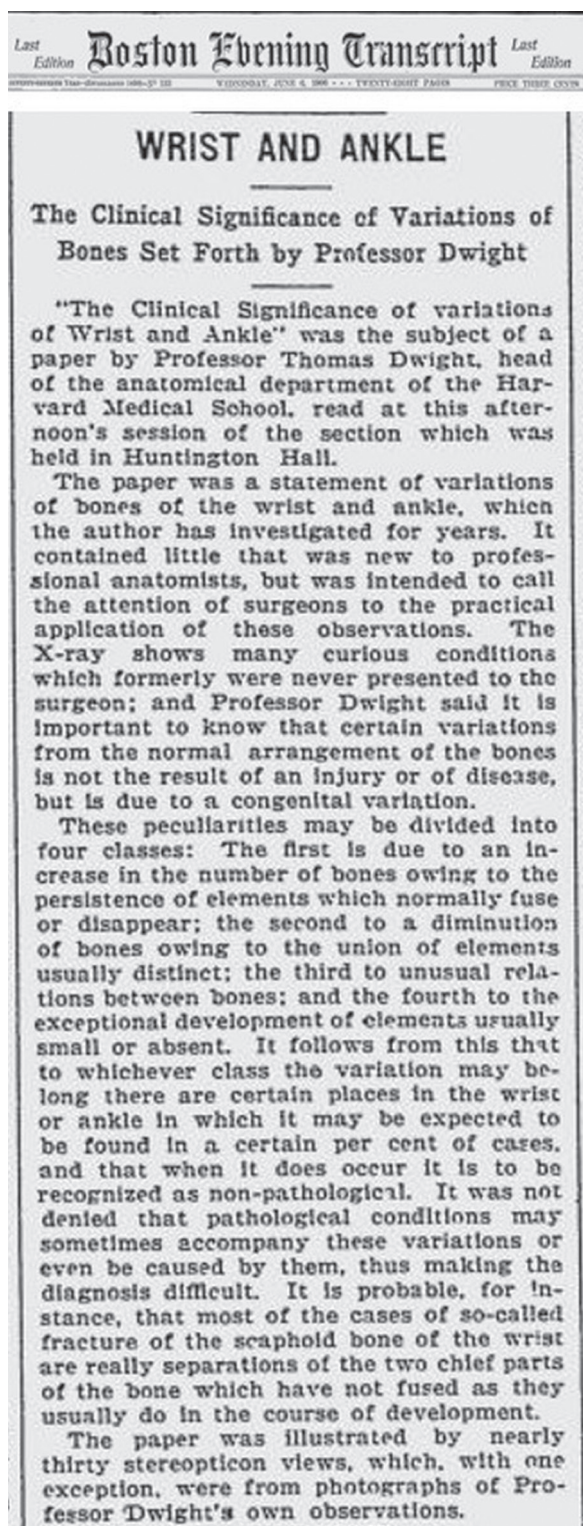 Last Edition
Boston Evening Transcript
Last Edition
WEDNESDAY, JUNE 6, 1906 - - - TWENTY-EIGHT PAGES
PRICE THREE CENTS
WRIST AND ANKLE
The Clinical Significance of Variations of
Bones Set Forth by Professor Dwight
"The Clinical Significance of variations
of Wrist and Ankle" was the subject of a
paper by Professor Thomas Dwight, head
of the anatomical department of the Har-
vard Medical School, read at this after-
noon's session of the section which was
held in Huntington Hall.
The paper was a statement of variations
of bones of the wrist and ankle, which
the author has investigated for years. It
contained little that was new to profes-
sional anatomists, but was intended to call
the attention of surgeons to the practical
application of these observations. The
X-ray shows many curious conditions
which formerly were never presented to the
surgeon; and Professor Dwight said it is
important to know that certain variations
from the normal arrangement of the bones
is not the result of an injury or of disease,
but is due to a congenital variation.
These peculiarities may be divided into
four classes: The first is due to an in-
crease in the number of bones owing to the
persistence of elements which normally fuse
or disappear; the second to a diminution
of bones owing to the union of elements
usually distinct; the third to unusual rela-
tions between bones; and the fourth to the
exceptional development of elements usually
small or absent. It follows from this that
to whichever class the variation may be-
long there are certain places in the wrist
or ankle in which it may be expected to
be found in a certain per cent of cases,
and that when it does occur it is to be
recognized as non-pathological. It was not
denied that pathological conditions may
sometimes accompany these variations or
even be caused by them, thus making the
diagnosis difficult. It is probable, for in-
stance, that most of the cases of so-called
fracture of the scaphoid bone of the wrist
are really separations of the two chief parts
of the bone which have not fused as they
usually do in the course of development.
The paper was illustrated by nearly
thirty stereopticon views, which, with one
exception, were from photographs of Pro-
fessor Dwight's own observations.